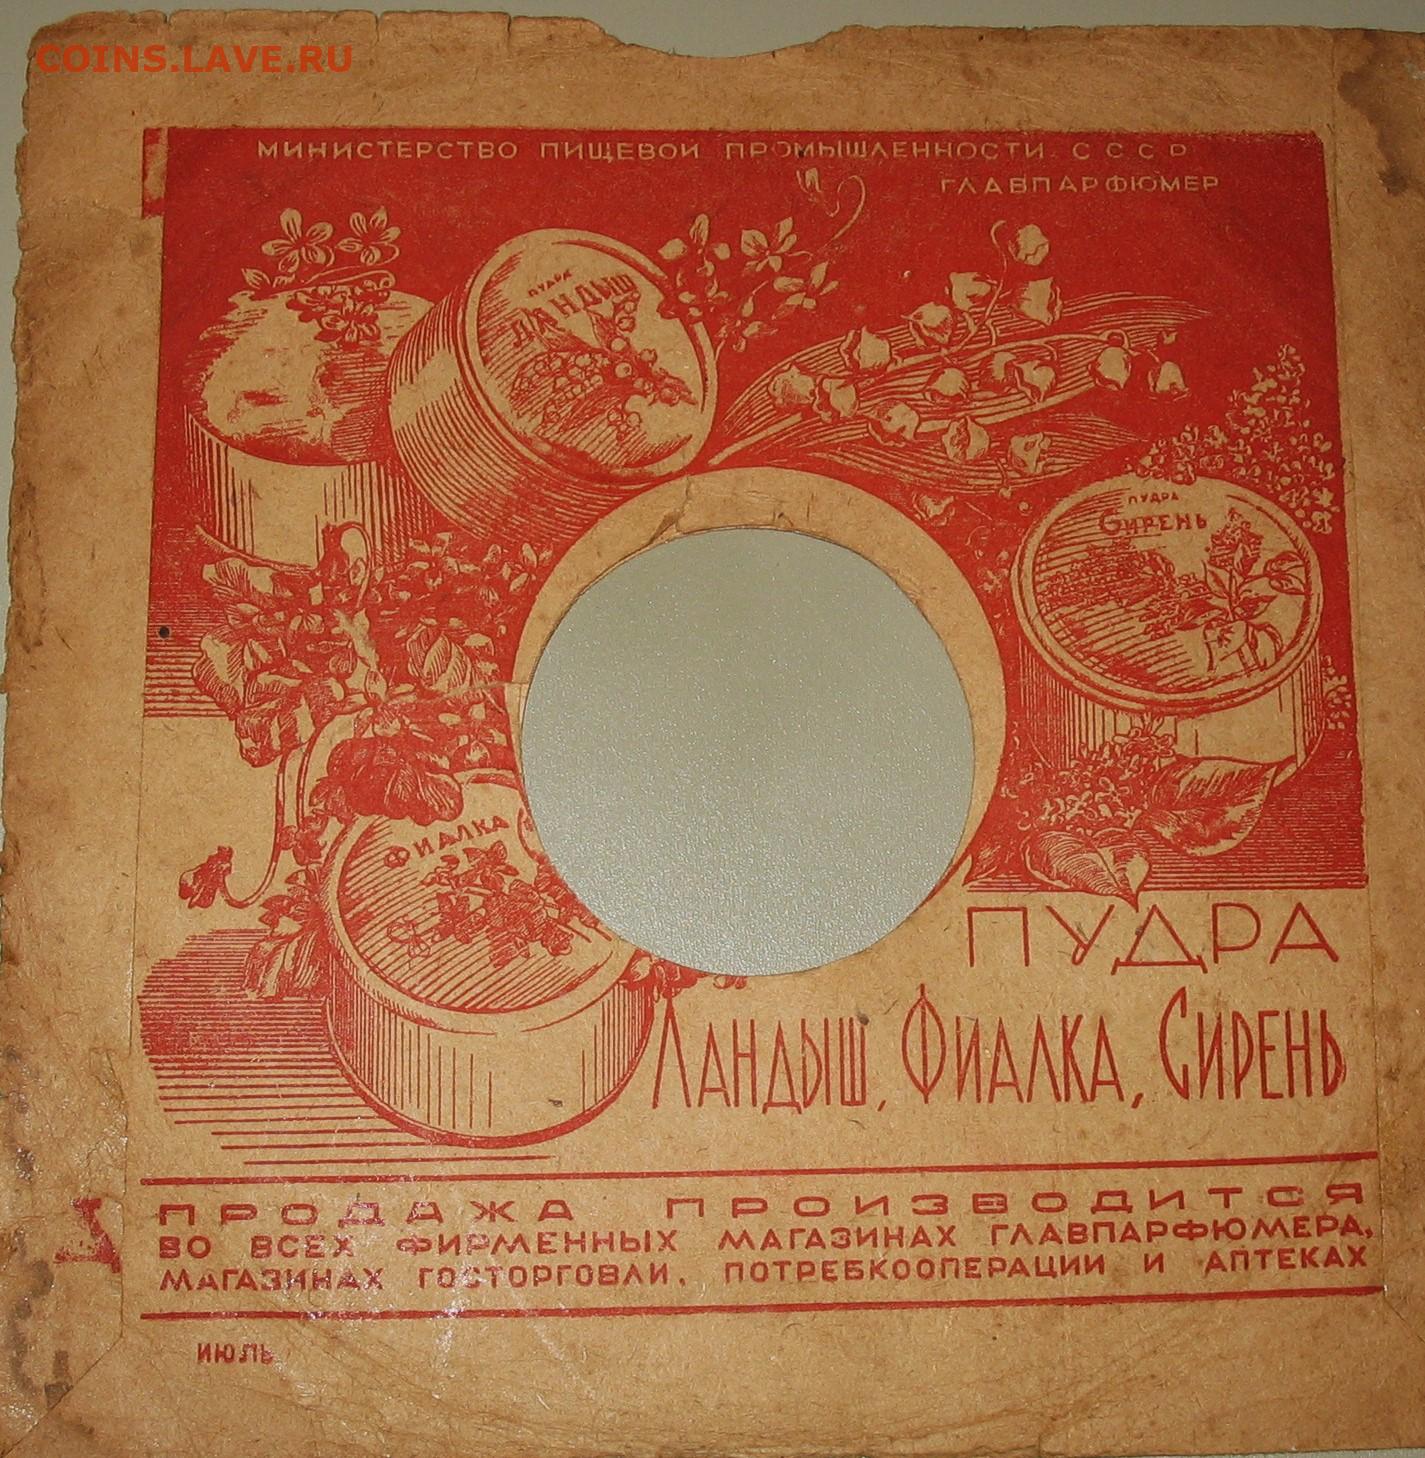 COINS.LAVE.RU
МИНИСТЕРСТВО ПИЩЕВОЙ ПРОМЫШЛЕННОСТИ СССР
ГЛАВПАРФЮМЕР
ПУДРА
ЛАНДЫШ
ПУДРА
СИРЕНЬ
ФИАЛКА
ПУДРА
ЛАНДЫШ, ФИАЛКА, СИРЕНЬ
ПРОДАЖА ПРОИЗВОДИТСЯ
ВО ВСЕХ ФИРМЕННЫХ МАГАЗИНАХ ГЛАВПАРФЮМЕРА,
МАГАЗИНАХ ГОСТОРГОВЛИ, ПОТРЕБКООПЕРАЦИИ И АПТЕКАХ
ИЮЛЬ